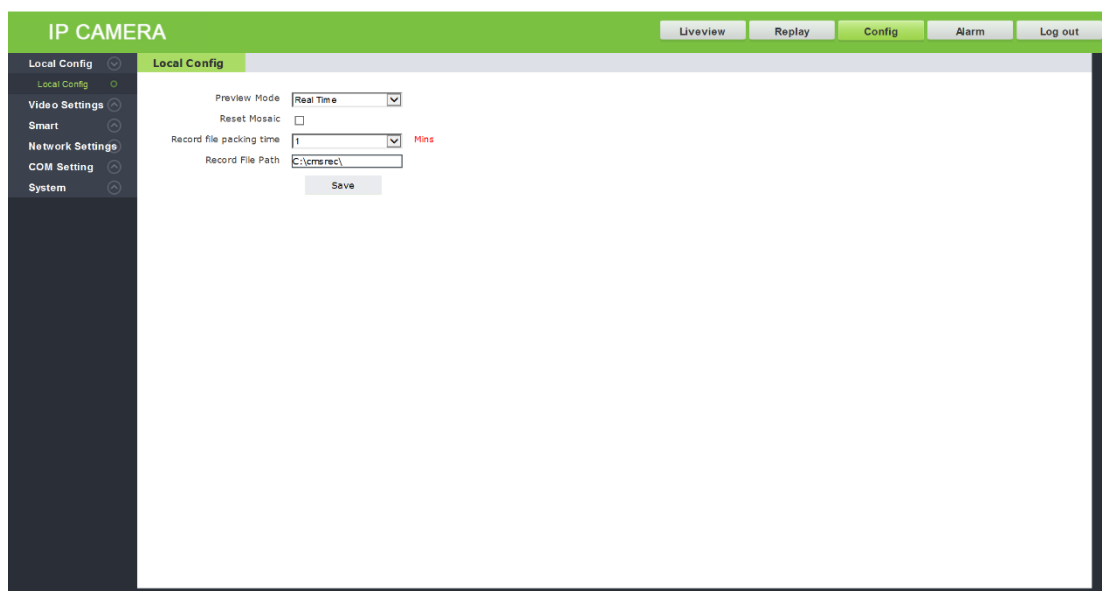 IP CAMERA
Liveview Replay Config Alarm Log out
Local Config
Local Config
Video Settings
Smart
Network Settings
COM Setting
System
Local Config
Preview Mode Real Time
Reset Mosaic
Record file packing time 1 Mins
Record File Path C:\cmsrec\
Save